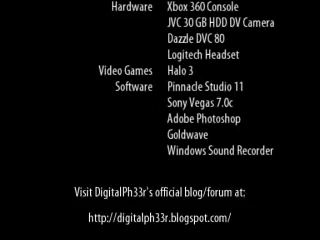 Hardware Xbox 360 Console
JVC 30 GB HDD DV Camera
Dazzle DVC 80
Logitech Headset
Video Games Halo 3
Software Pinnacle Studio 11
Sony Vegas 7.0c
Adobe Photoshop
Goldwave
Windows Sound Recorder
Visit DigitalPh33r's official blog/forum at:
http://digitalph33r.blogspot.com/